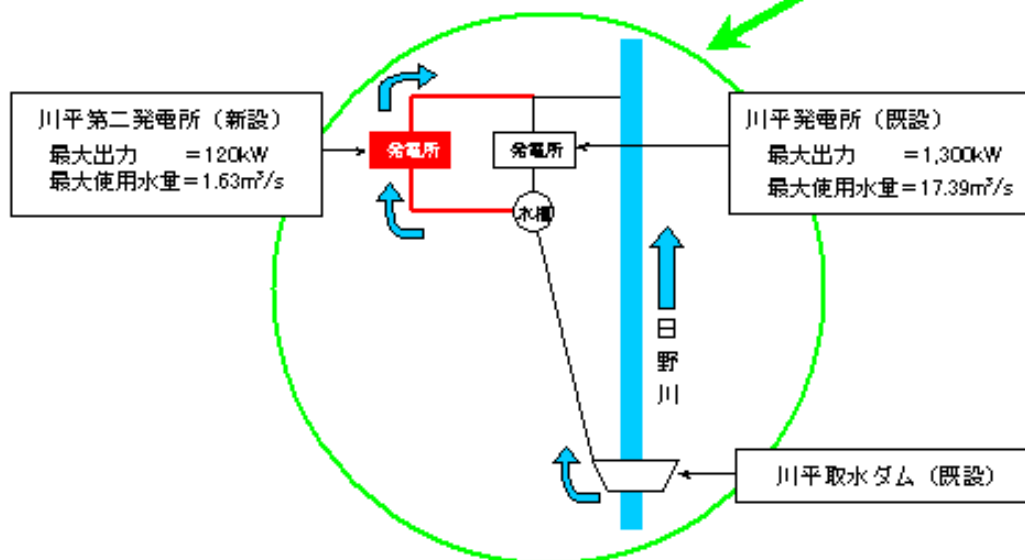 川平第二発電所（新設）
最大出力　　=120kW
最大使用水量=1.63m³/s
発電所
発電所
川平発電所（既設）
最大出力　　=1,300kW
最大使用水量=17.39m³/s
水槽
日野川
川平取水ダム（既設）